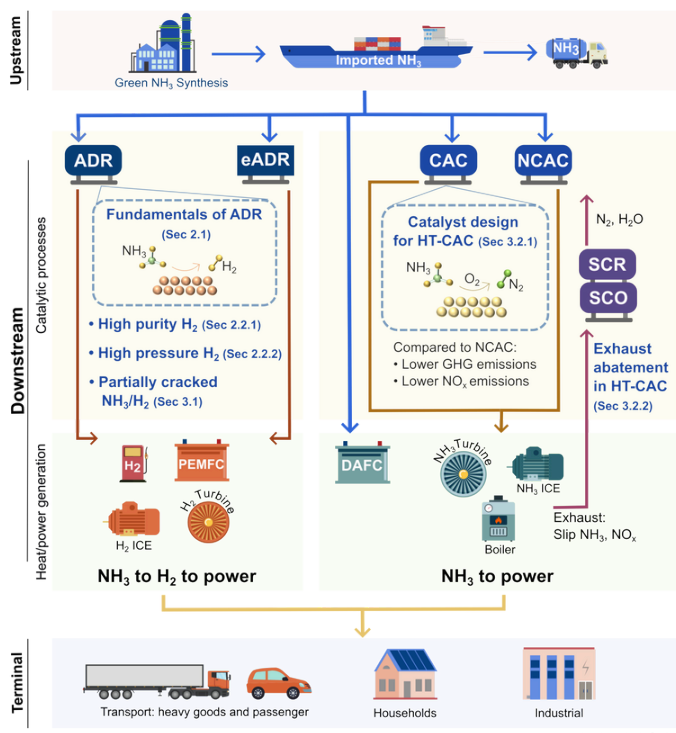 Upstream
Green NH₃ Synthesis
Imported NH₃
NH₃
Downstream
Catalytic processes
ADR
eADR
CAC
NCAC
Fundamentals of ADR
(Sec 2.1)
NH₃
H₂
• High purity H₂ (Sec 2.2.1)
• High pressure H₂ (Sec 2.2.2)
• Partially cracked
NH₃/H₂ (Sec 3.1)
Catalyst design
for HT-CAC (Sec 3.2.1)
NH₃
O₂
N₂
Compared to NCAC:
• Lower GHG emissions
• Lower NOₓ emissions
N₂, H₂O
SCR
SCO
Exhaust
abatement
in HT-CAC
(Sec 3.2.2)
Heat/power generation
H₂
PEMFC
H₂ ICE
H₂ Turbine
NH₃ to H₂ to power
DAFC
NH₃ Turbine
NH₃ ICE
Boiler
Exhaust:
Slip NH₃, NOₓ
NH₃ to power
Terminal
Transport: heavy goods and passenger
Households
Industrial